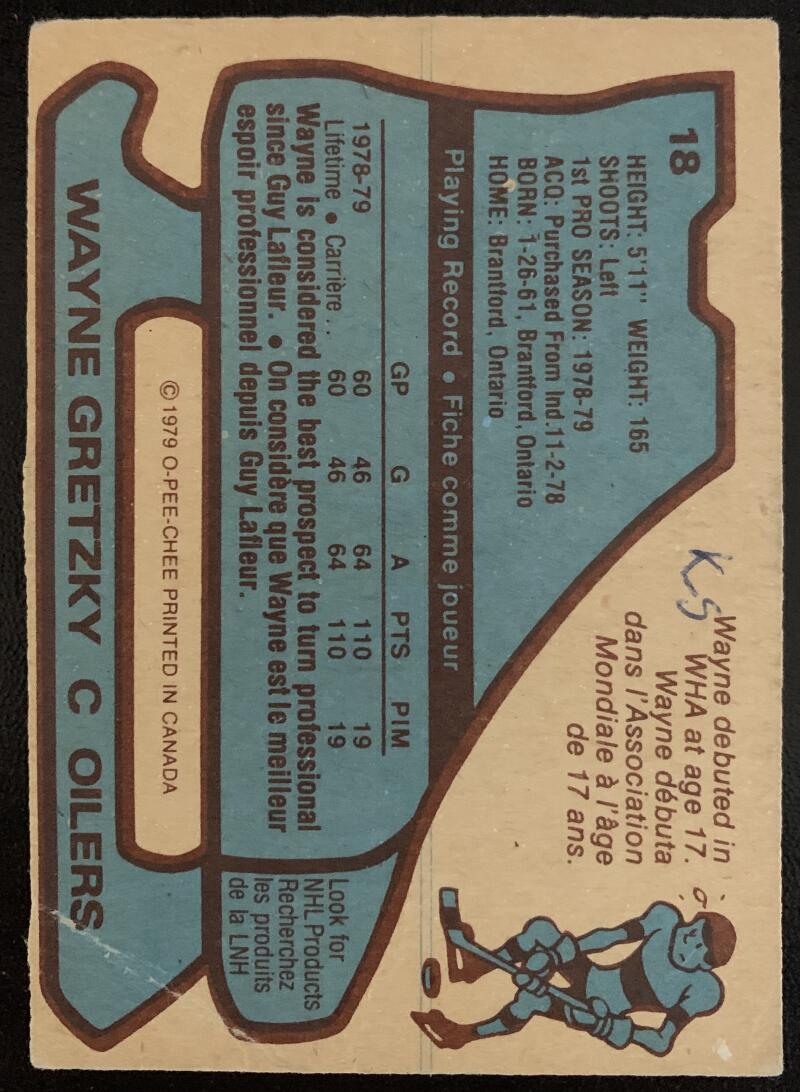 18
HEIGHT: 5'11" WEIGHT: 165
SHOOTS: Left
1st PRO SEASON: 1978-79
ACQ: Purchased From Ind. 11-2-78
BORN: 1-26-61, Brantford, Ontario
HOME: Brantford, Ontario
KS
Wayne debuted in
WHA at age 17.
Wayne débuta
dans l'Association
Mondiale à l'âge
de 17 ans.
Playing Record • Fiche comme joueur
GP G A PTS PIM
1978-79 60 46 64 110 19
Lifetime • Carrière .. 60 46 64 110 19
Wayne is considered the best prospect to turn professional
since Guy Lafleur. • On considère que Wayne est le meilleur
espoir professionnel depuis Guy Lafleur.
Look for
NHL Products
Recherchez
les produits
de la LNH
© 1979 O-PEE-CHEE PRINTED IN CANADA
WAYNE GRETZKY C OILERS